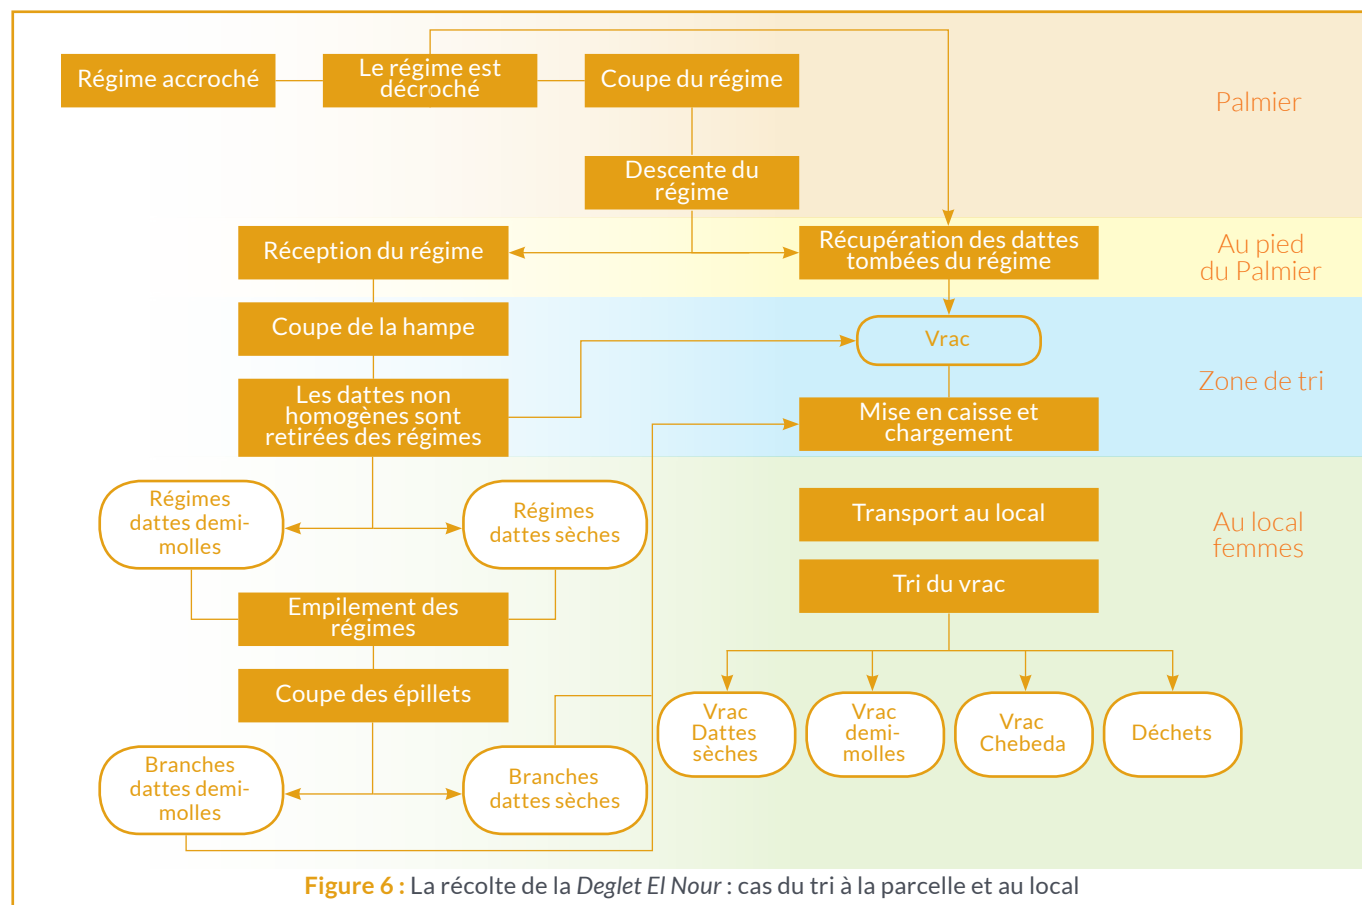 Régime accroché
Le régime est
décroché
Coupe du régime
Palmier
Descente du
régime
Réception du régime
Récupération des dattes
tombées du régime
Au pied
du Palmier
Coupe de la hampe
Vrac
Les dattes non
homogènes sont
retirées des régimes
Mise en caisse et
chargement
Zone de tri
Régimes
dattes demi-
molles
Régimes
dattes sèches
Transport au local
Au local
femmes
Empilement des
régimes
Tri du vrac
Coupe des épillets
Vrac
Dattes
sèches
Vrac
demi-
molles
Vrac
Chebeda
Déchets
Branches
dattes demi-
molles
Branches
dattes sèches
Figure 6 : La récolte de la Deglet El Nour : cas du tri à la parcelle et au local